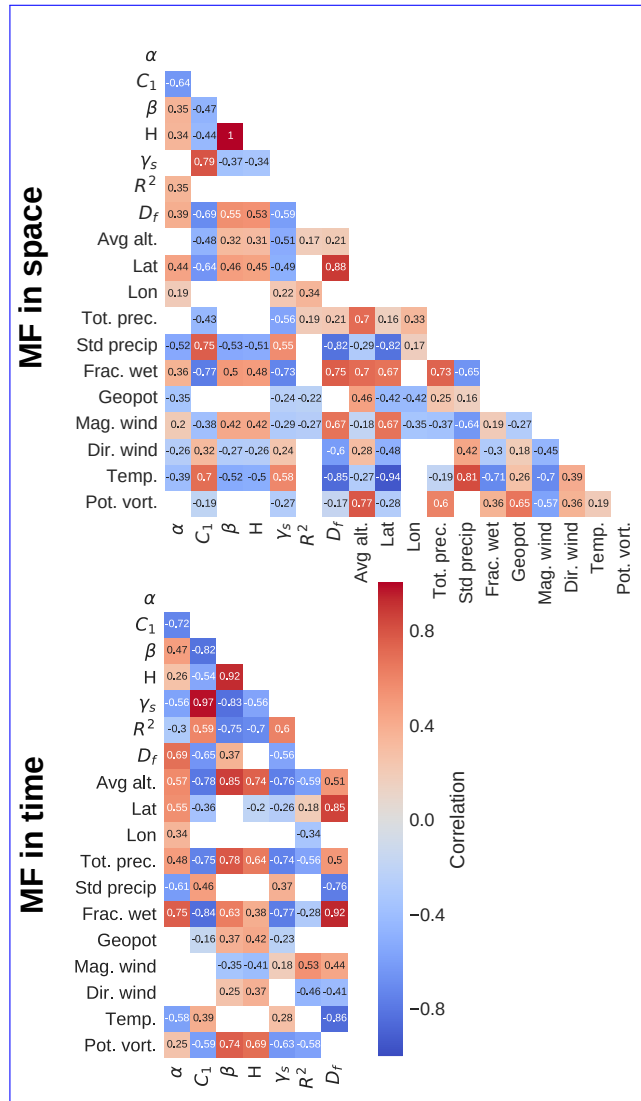 MF in space
α
C1 -0.64
β 0.35 -0.47
H 0.34 -0.44 1
γs 0.79 -0.37 -0.34
R2 0.35
Df 0.39 -0.69 0.55 0.53 -0.59
Avg alt. -0.48 0.32 0.31 -0.51 0.17 0.21
Lat 0.44 -0.64 0.46 0.45 -0.49 0.88
Lon 0.19 0.22 0.34
Tot. prec. -0.43 -0.56 0.19 0.21 0.7 0.16 0.33
Std precip -0.52 0.75 -0.53 -0.51 0.55 -0.82 -0.29 -0.82 0.17
Frac. wet 0.36 -0.77 0.5 0.48 -0.73 0.75 0.7 0.67 0.73 -0.65
Geopot -0.35 -0.24 -0.22 0.46 -0.42 -0.42 0.25 0.16
Mag. wind 0.2 -0.38 0.42 0.42 -0.29 -0.27 0.67 -0.18 0.67 -0.35 -0.37 -0.64 0.19 -0.27
Dir. wind -0.26 0.32 -0.27 -0.26 0.24 -0.6 0.28 -0.48 0.42 -0.3 0.18 -0.45
Temp. -0.39 0.7 -0.52 -0.5 0.58 -0.85 -0.27 -0.94 -0.19 0.81 -0.71 0.26 -0.7 0.39
Pot. vort. -0.19 -0.27 -0.17 0.77 -0.28 0.6 0.36 0.65 -0.57 0.36 0.19
α C1 β H γs R2 Df Avg alt. Lat Lon Tot. prec. Std precip Frac. wet Geopot Mag. wind Dir. wind Temp. Pot. vort.
MF in time
α
C1 -0.72
β 0.47 -0.82
H 0.26 -0.54 0.92
γs -0.56 0.97 -0.83 -0.56
R2 -0.3 0.59 -0.75 -0.7 0.6
Df 0.69 -0.65 0.37 -0.56
Avg alt. 0.57 -0.78 0.85 0.74 -0.76 -0.59 0.51
Lat 0.55 -0.36 -0.2 -0.26 0.18 0.85
Lon 0.34 -0.34
Tot. prec. 0.48 -0.75 0.78 0.64 -0.74 -0.56 0.5
Std precip -0.61 0.46 0.37 -0.76
Frac. wet 0.75 -0.84 0.63 0.38 -0.77 -0.28 0.92
Geopot -0.16 0.37 0.42 -0.23
Mag. wind -0.35 -0.41 0.18 0.53 0.44
Dir. wind 0.25 0.37 -0.46 -0.41
Temp. -0.58 0.39 0.28 -0.86
Pot. vort. 0.25 -0.59 0.74 0.69 -0.63 -0.58
α C1 β H γs R2 Df
0.8
0.4
0.0
−0.4
−0.8
Correlation